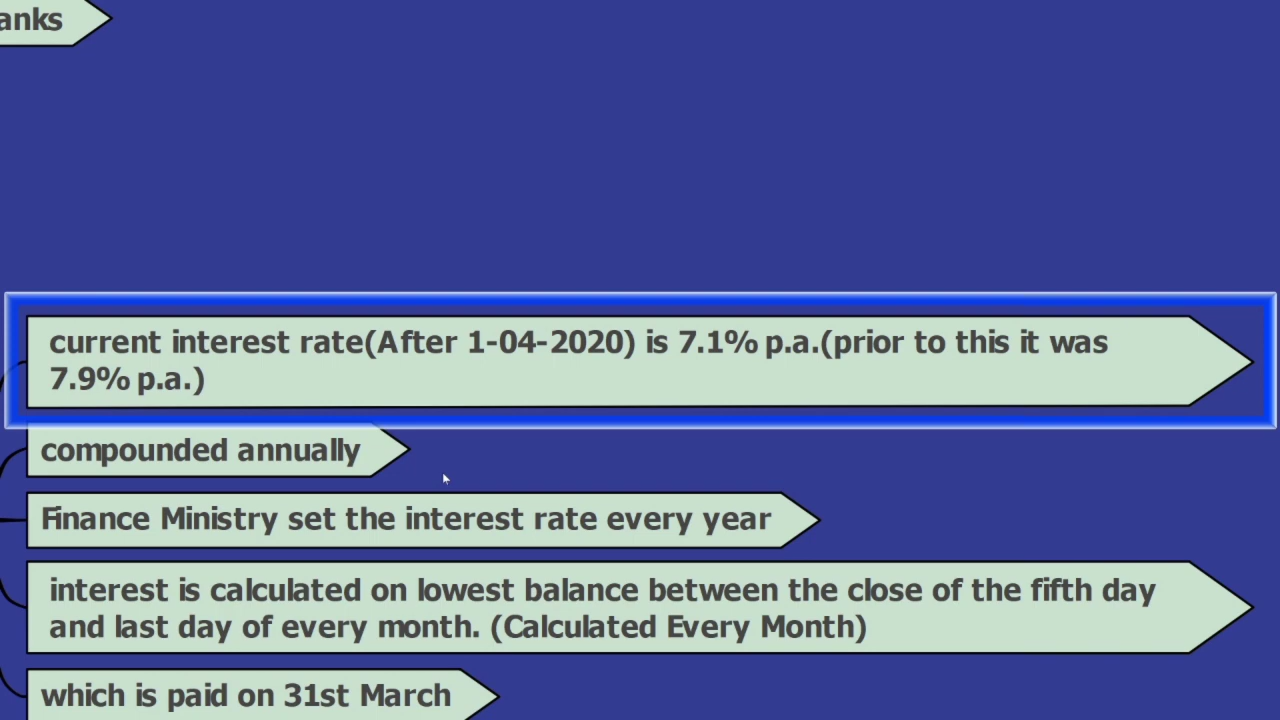 anks
current interest rate(After 1-04-2020) is 7.1% p.a.(prior to this it was
7.9% p.a.)
compounded annually
Finance Ministry set the interest rate every year
interest is calculated on lowest balance between the close of the fifth day
and last day of every month. (Calculated Every Month)
which is paid on 31st March